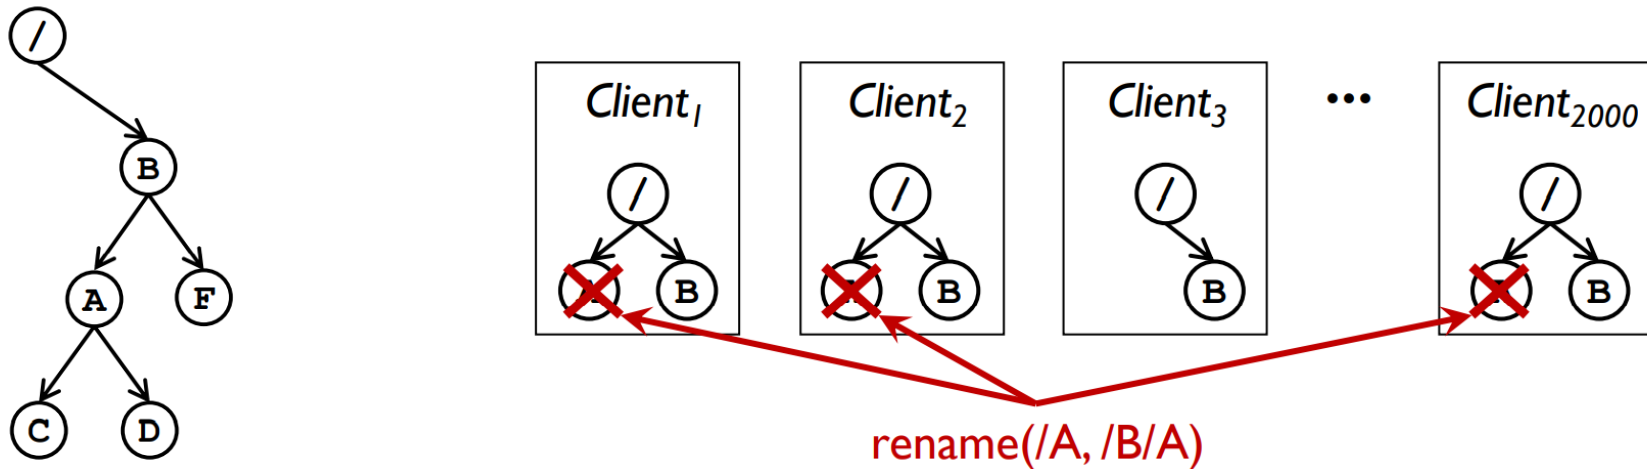 /
B
A F
C D
Client1 Client2 Client3 ... Client2000
/ / / /
B B B B
rename(/A, /B/A)